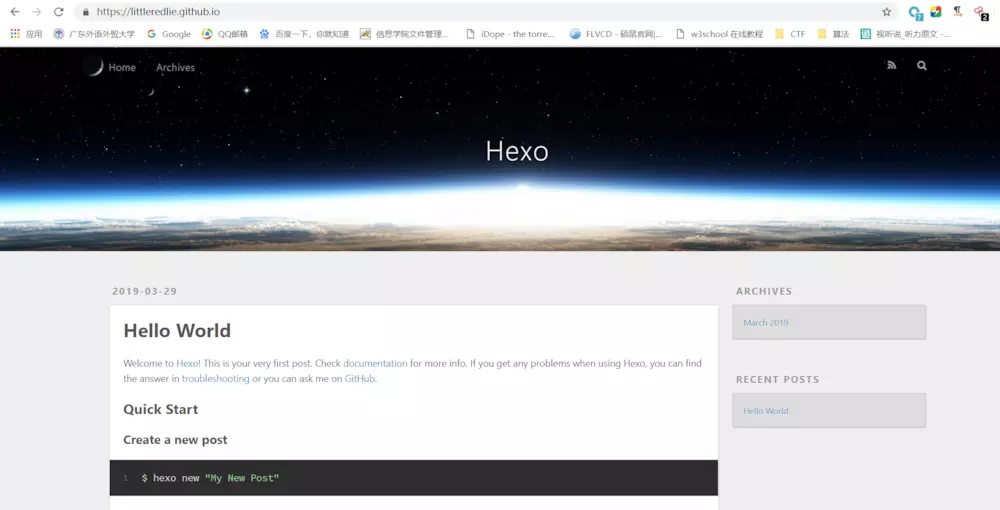 https://littleredlie.github.io
2
2
应用 广东外语外贸大学 Google QQ邮箱 百度一下，你就知道 信息学院文件管理... iDope - the torre... FLVCD - 硕鼠官网|... w3school 在线教程 CTF 算法 视听说_听力原文 -...
Home Archives
Hexo
2019-03-29
Hello World
Welcome to Hexo! This is your very first post. Check documentation for more info. If you get any problems when using Hexo, you can find
the answer in troubleshooting or you can ask me on GitHub.
Quick Start
Create a new post
1 $ hexo new "My New Post"
ARCHIVES
March 2019
RECENT POSTS
Hello World